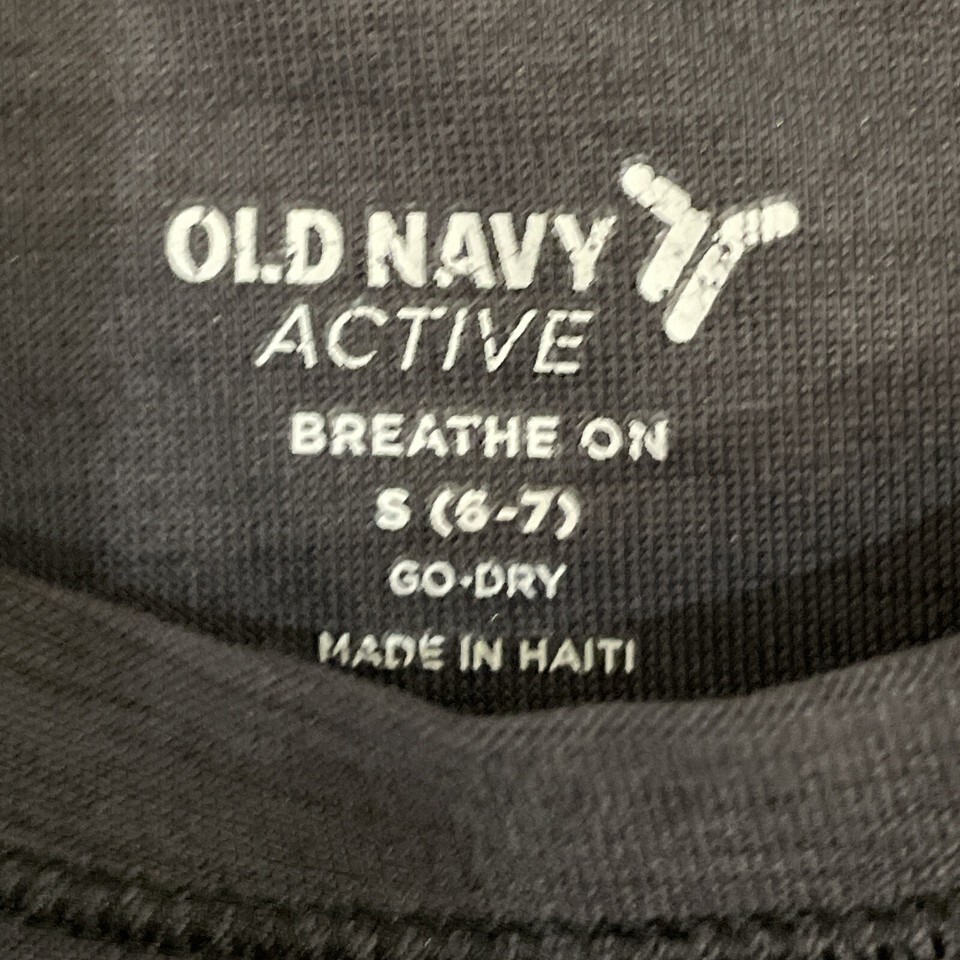 OLD NAVY
ACTIVE
BREATHE ON
S (6-7)
GO-DRY
MADE IN HAITI